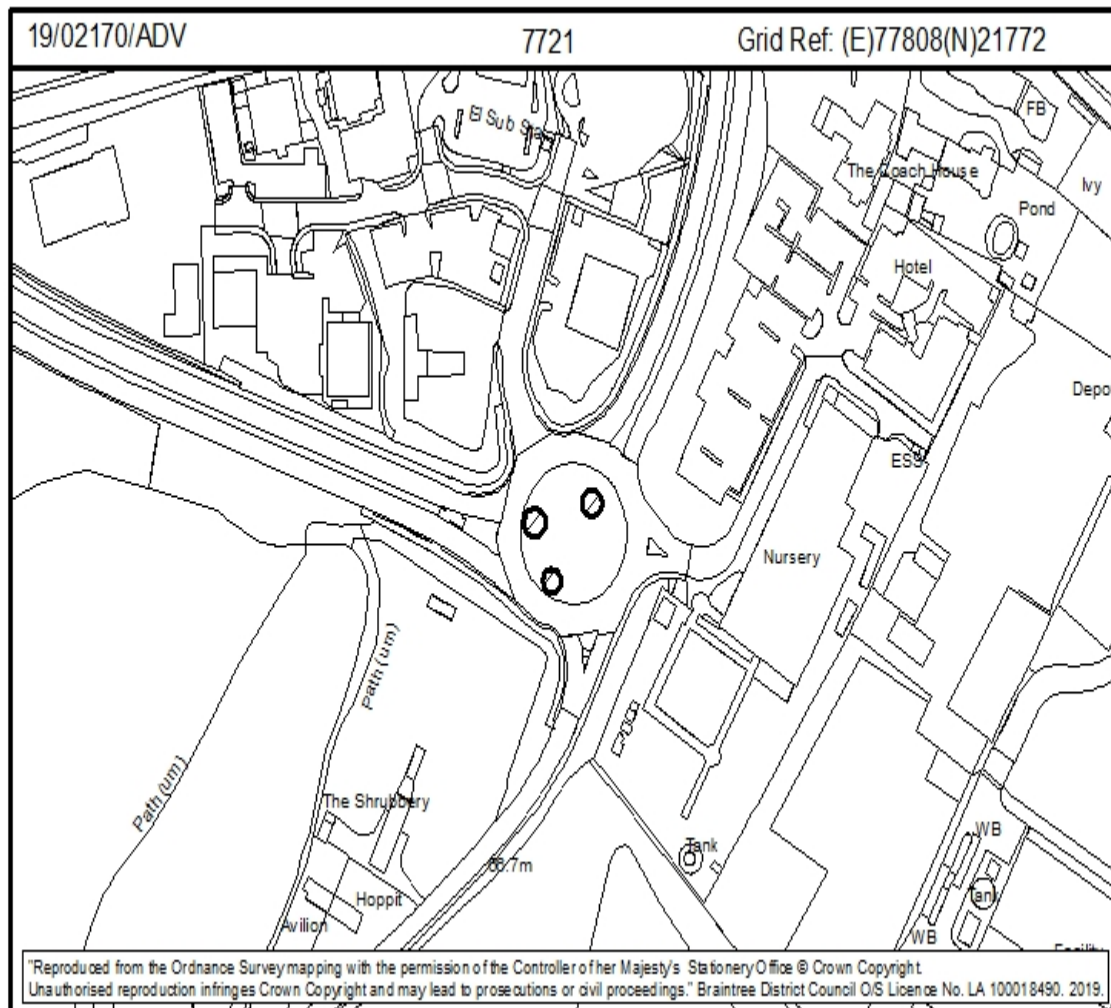 19/02170/ADV 7721 Grid Ref: (E)77808(N)21772
El Sub Sta
FB
The Coach House
Ivy
Pond
Hotel
Depo
ESS
Nursery
Path (um)
Path (um)
The Shrubbery
WB
Tank
Hoppit
Tank
Avilion
WB
Facility
"Reproduced from the Ordnance Survey mapping with the permission of the Controller of her Majesty's Stationery Office © Crown Copyright.
Unauthorised reproduction infringes Crown Copyright and may lead to prosecutions or civil proceedings." Braintree District Council O/S Licence No. LA 100018490. 2019.